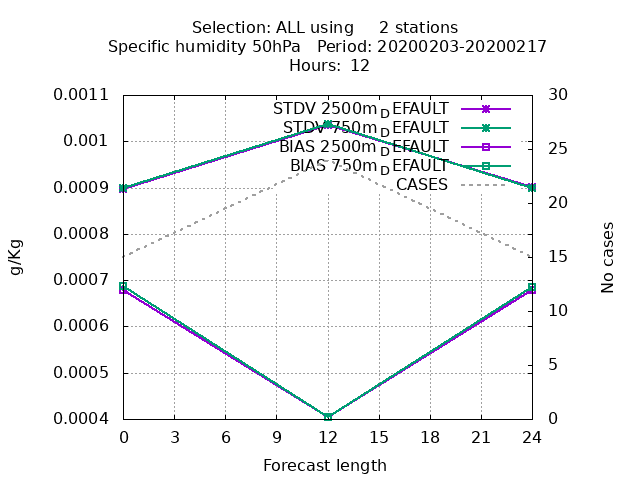 Selection: ALL using     2 stations
Specific humidity 50hPa   Period: 20200203-20200217
Hours: 12
0.0011
0.001
0.0009
0.0008
0.0007
0.0006
0.0005
0.0004
g/Kg
STDV 2500m_DEFAULT
STDV 750m_DEFAULT
BIAS 2500m_DEFAULT
BIAS 750m_DEFAULT
CASES
30
25
20
15
10
5
0
No cases
0 3 6 9 12 15 18 21 24
Forecast length